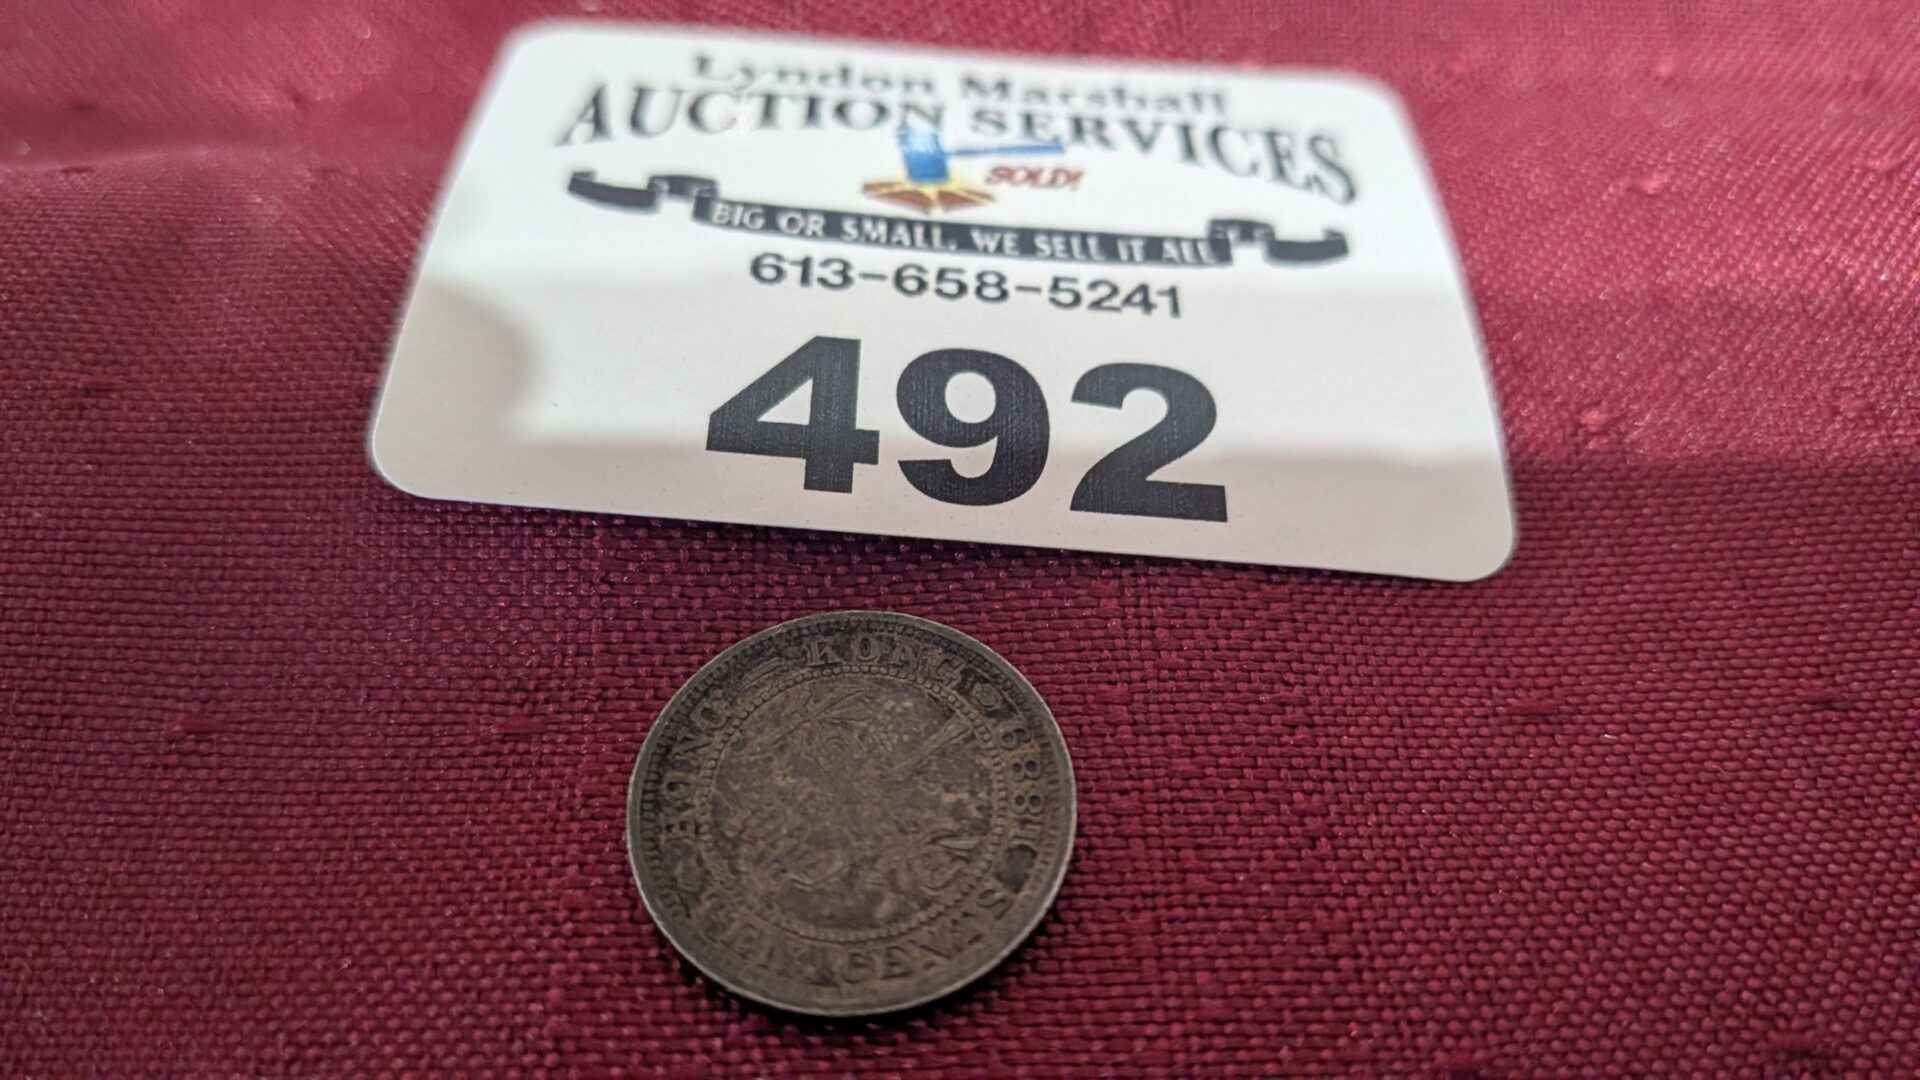 Lyndon Marshall
AUCTION SERVICES
SOLD!
BIG OR SMALL, WE SELL IT ALL
613-658-5241
492
HONG KONG 1889
TEN CENTS